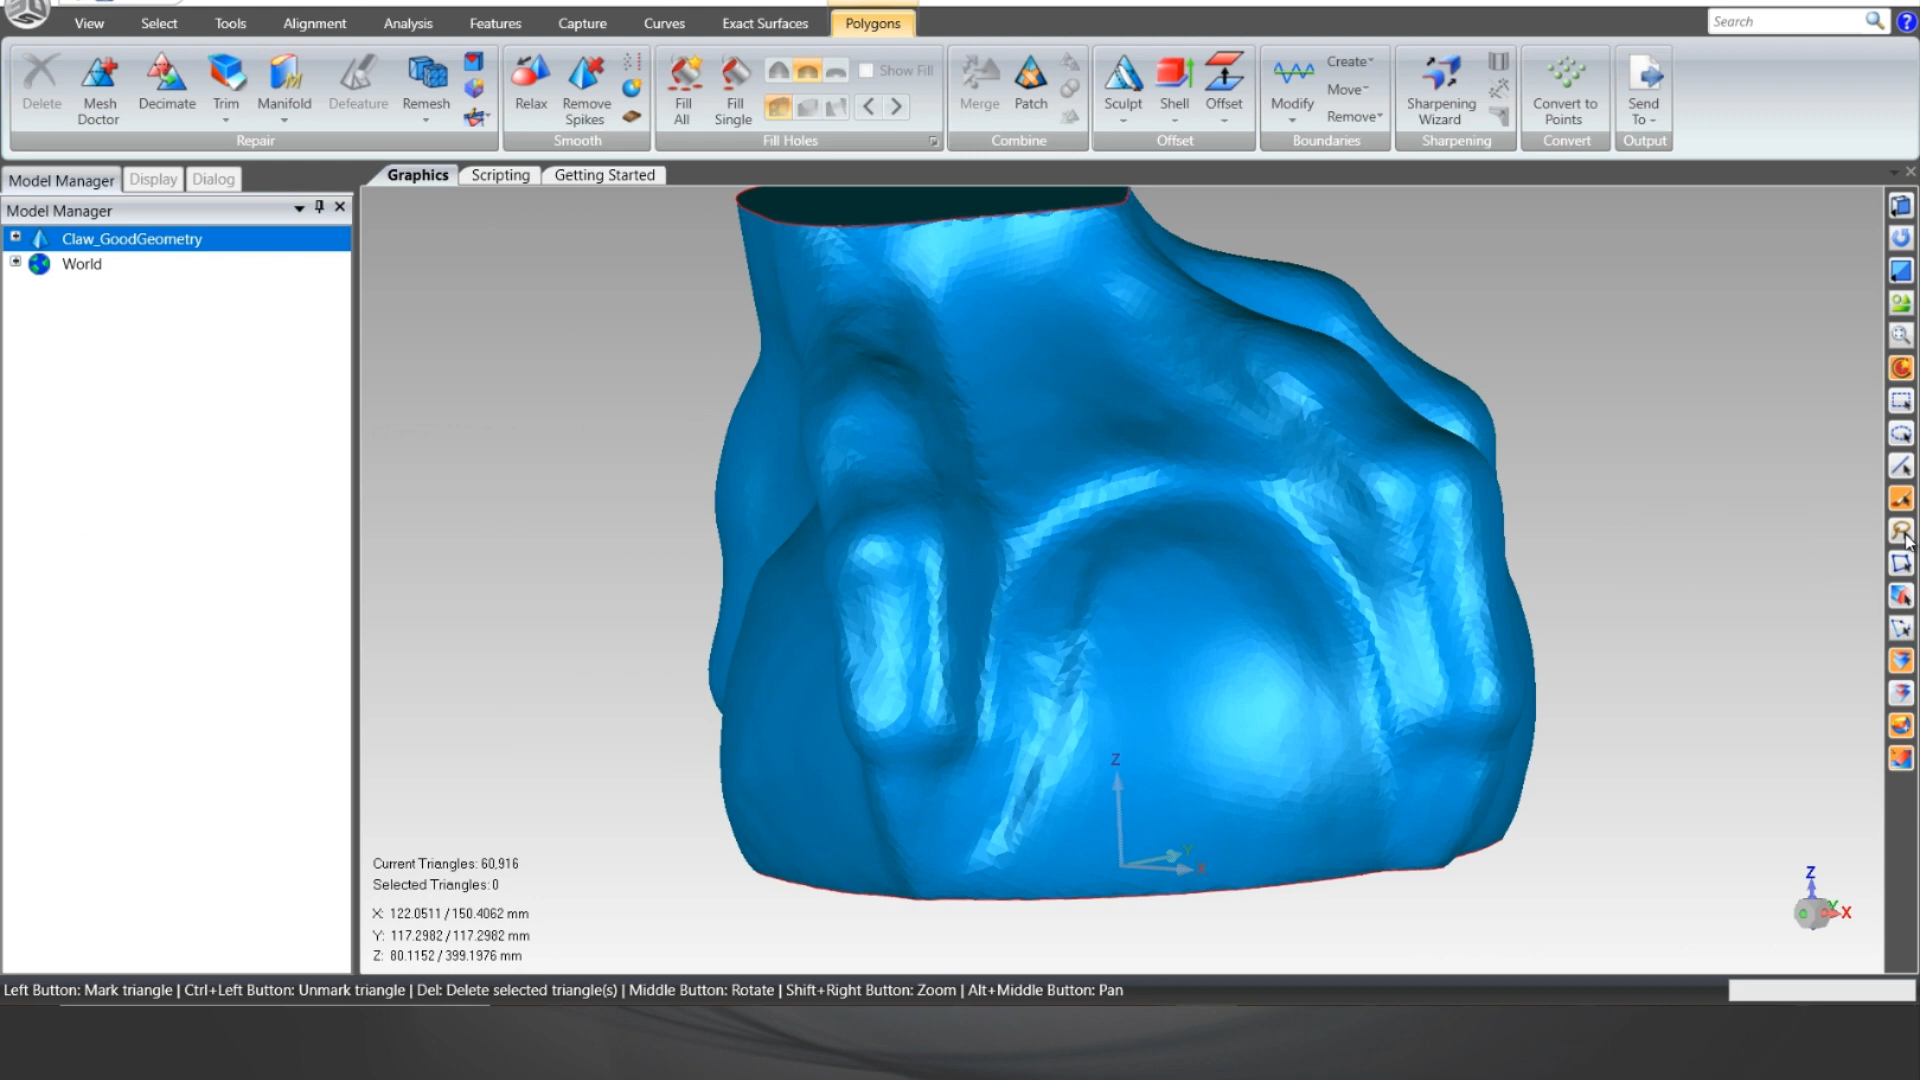 View Select Tools Alignment Analysis Features Capture Curves Exact Surfaces Polygons Search
Delete Mesh Doctor Decimate Trim Manifold Defeature Remesh
Repair
Relax Remove Spikes
Smooth
Fill All Fill Single Show Fill
Fill Holes
Merge Patch
Combine
Sculpt Shell Offset
Offset
Modify Create Move Remove
Boundaries
Sharpening Wizard
Sharpening
Convert to Points
Convert
Send To
Output
Model Manager Display Dialog
Graphics Scripting Getting Started
Model Manager
Claw_GoodGeometry
World
Z
Y
X
Z
Y
X
Current Triangles: 60,916
Selected Triangles: 0
X: 122.0511 / 150.4062 mm
Y: 117.2982 / 117.2982 mm
Z: 80.1152 / 399.1976 mm
Left Button: Mark triangle | Ctrl+Left Button: Unmark triangle | Del: Delete selected triangle(s) | Middle Button: Rotate | Shift+Right Button: Zoom | Alt+Middle Button: Pan